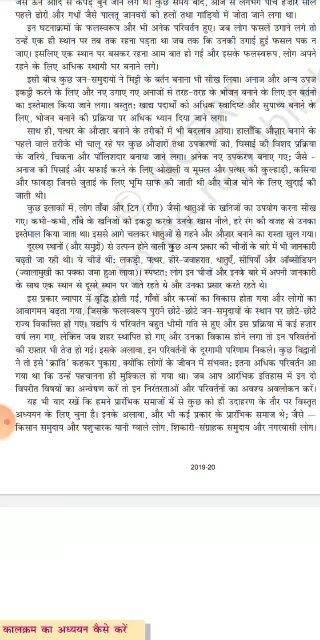 जस ऊन आदि स कपड़ बुन जान लग थ। कुछ समय बाद, आज स लगभग पाच हज़ार साल
पहले ढोरों और गधों जैसे पालतू जानवरों को हलों तथा गाड़ियों में जोता जाने लगा था।
इन घटनाक्रमों के फलस्वरूप और भी अनेक परिवर्तन हुए। जब लोग फसलें उगाने लगे तो
उन्हें एक ही स्थान पर तब तक रहना पड़ता था जब तक कि उनकी उगाई हुई फसल पक न
जाए। इसलिए एक स्थान पर बसकर रहना आम बात हो गई और इसके फलस्वरूप, लोग अपने
रहने के लिए अधिक स्थायी घर बनाने लगे।
इसी बीच कुछ जन-समुदायों ने मिट्टी के बर्तन बनाना भी सीख लिया। अनाज और अन्य उपज
इकट्ठी करने के लिए और नए उगाए गए अनाजों से तरह-तरह के भोजन बनाने के लिए इन बर्तनों
का इस्तेमाल किया जाने लगा। वस्तुतः खाद्य पदार्थों को अधिक स्वादिष्ट और सुपाच्य बनाने के
लिए, भोजन बनाने की प्रक्रिया पर अधिक ध्यान दिया जाने लगा।
साथ ही, पत्थर के औज़ार बनाने के तरीकों में भी बदलाव आया। हालाँकि औज़ार बनाने के
पहले वाले तरीके भी चालू रहे पर कुछ औजारों तथा उपकरणों को, घिसाई की विशद प्रक्रिया
के जरिये, चिकना और पॉलिशदार बनाया जाने लगा। अनेक नए उपकरण बनाए गए; जैसे -
अनाज की पिसाई और सफाई करने के लिए ओखली व मूसल और पत्थर की कुल्हाड़ी, कसिया
और फावड़ा जिनसे जुताई के लिए भूमि साफ की जाती थी और बीज बोने के लिए खुदाई की
जाती थी।
कुछ इलाकों में, लोग ताँबा और टिन (राँगा) जैसी धातुओं के खनिजों का उपयोग करना सीख
गए। कभी-कभी, ताँबे के खनिजों को इकट्ठा करके उनके खास नीले, हरे रंग की वजह से उनका
इस्तेमाल किया जाता था। इससे आगे चलकर धातुओं से गहने और औज़ार बनाने का रास्ता खुल गया।
दूरस्थ स्थानों (और समुद्रों) से उत्पन्न होने वाली कुछ अन्य प्रकार की चीजों के बारे में भी जानकारी
बढ़ती जा रही थी। ये चीजें थीं: लकड़ी, पत्थर, हीरे-जवाहरात, धातुएँ, सीपियाँ और ऑब्सीडियन
(ज्वालामुखी का पक्का जमा हुआ लावा)। स्पष्टतः लोग इन चीजों और इनके बारे में अपनी जानकारी
के साथ एक स्थान से दूसरे स्थान पर जाते रहते थे और उनका प्रसार करते रहते थे।
इस प्रकार व्यापार में वृद्धि होती गई, गाँवों और कस्बों का विकास होता गया और लोगों का
आवागमन बढ़ता गया, जिसके फलस्वरूप पुराने छोटे-छोटे जन-समुदायों के स्थान पर छोटे-छोटे
राज्य विकसित हो गए। यद्यपि ये परिवर्तन बहुत धीमी गति से हुए और इस प्रक्रिया में कई हज़ार
वर्ष लग गए, लेकिन जब शहर स्थापित हो गए और उनका विकास होने लगा तो इन परिवर्तनों
की रफ्तार भी तेज हो गई। इसके अलावा, इन परिवर्तनों के दूरगामी परिणाम निकले। कुछ विद्वानों
ने तो इसे 'क्रांति' कहकर पुकारा, क्योंकि लोगों के जीवन में संभवतः इतना अधिक परिवर्तन आ
गया था कि उन्हें पहचानना ही मुश्किल हो गया था। जब आप आरंभिक इतिहास में इन दो
विपरीत विषयों का अन्वेषण करें तो इन निरंतरताओं और परिवर्तनों का अवश्य अवलोकन करें।
यह भी याद रखें कि हमने प्रारंभिक समाजों में से कुछ को ही उदाहरण के तौर पर विस्तृत
अध्ययन के लिए चुना है। इनके अलावा, और भी कई प्रकार के प्रारंभिक समाज थे; जैसे —
किसान समुदाय और पशुचारक यानी ग्वाले लोग, शिकारी-संग्राहक समुदाय और नगरवासी लोग।
2019-20
कालक्रम का अध्ययन कैसे करें